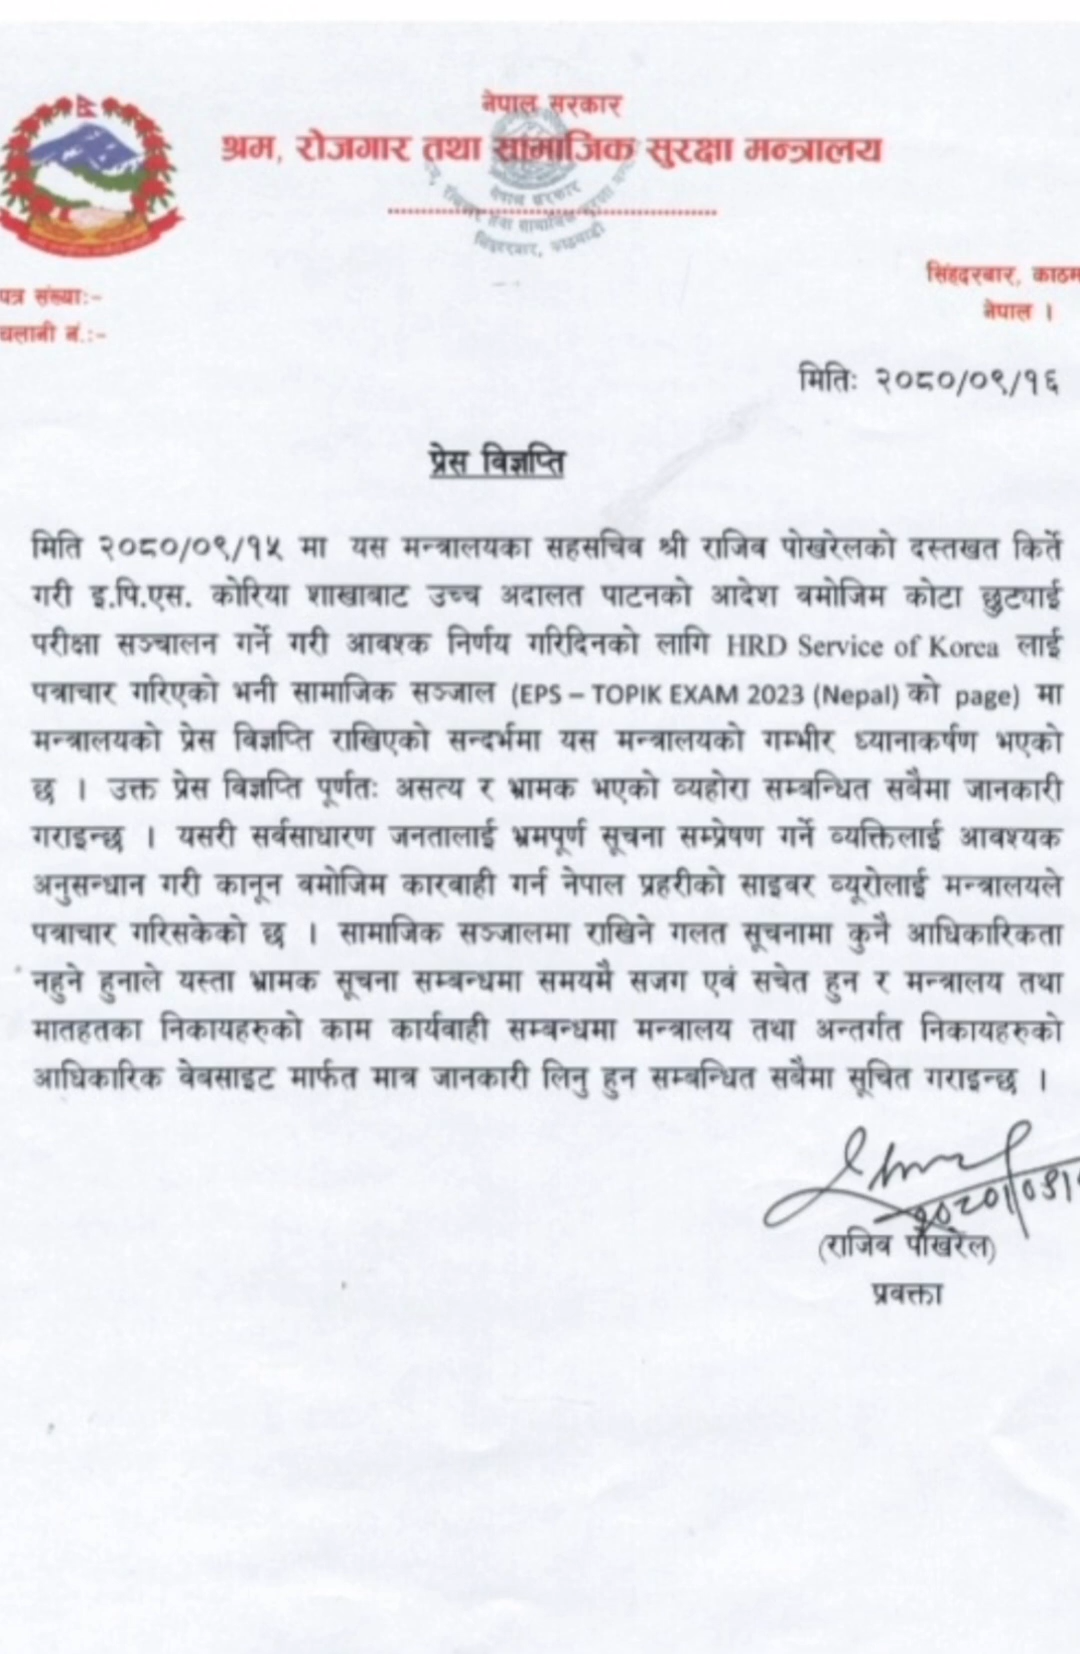 नेपाल सरकार
श्रम, रोजगार तथा सामाजिक सुरक्षा मन्त्रालय
नेपाल सरकार
सिंहदरबार, काठमाडौं
पत्र संख्याः-
चलानी नं.:-
सिंहदरबार, काठम
नेपाल ।
मितिः २०८०/०९/१६
प्रेस विज्ञप्ति
मिति २०८०/०९/१५ मा यस मन्त्रालयका सहसचिव श्री राजिव पोखरेलको दस्तखत किर्ते
गरी इ.पि.एस. कोरिया शाखाबाट उच्च अदालत पाटनको आदेश बमोजिम कोटा छुट्याई
परीक्षा सञ्चालन गर्ने गरी आवश्क निर्णय गरिदिनको लागि HRD Service of Korea लाई
पत्राचार गरिएको भनी सामाजिक सञ्जाल (EPS – TOPIK EXAM 2023 (Nepal) को page) मा
मन्त्रालयको प्रेस विज्ञप्ति राखिएको सन्दर्भमा यस मन्त्रालयको गम्भीर ध्यानाकर्षण भएको
छ । उक्त प्रेस विज्ञप्ति पूर्णतः असत्य र भ्रामक भएको व्यहोरा सम्बन्धित सबैमा जानकारी
गराइन्छ । यसरी सर्वसाधारण जनतालाई भ्रमपूर्ण सूचना सम्प्रेषण गर्ने व्यक्तिलाई आवश्यक
अनुसन्धान गरी कानून बमोजिम कारबाही गर्न नेपाल प्रहरीको साइबर व्यूरोलाई मन्त्रालयले
पत्राचार गरिसकेको छ । सामाजिक सञ्जालमा राखिने गलत सूचनामा कुनै आधिकारिकता
नहुने हुनाले यस्ता भ्रामक सूचना सम्बन्धमा समयमै सजग एवं सचेत हुन र मन्त्रालय तथा
मातहतका निकायहरुको काम कार्यवाही सम्बन्धमा मन्त्रालय तथा अन्तर्गत निकायहरुको
आधिकारिक वेबसाइट मार्फत मात्र जानकारी लिनु हुन सम्बन्धित सबैमा सूचित गराइन्छ ।
२०८०/०९/
(राजिव पोखरेल)
प्रवक्ता